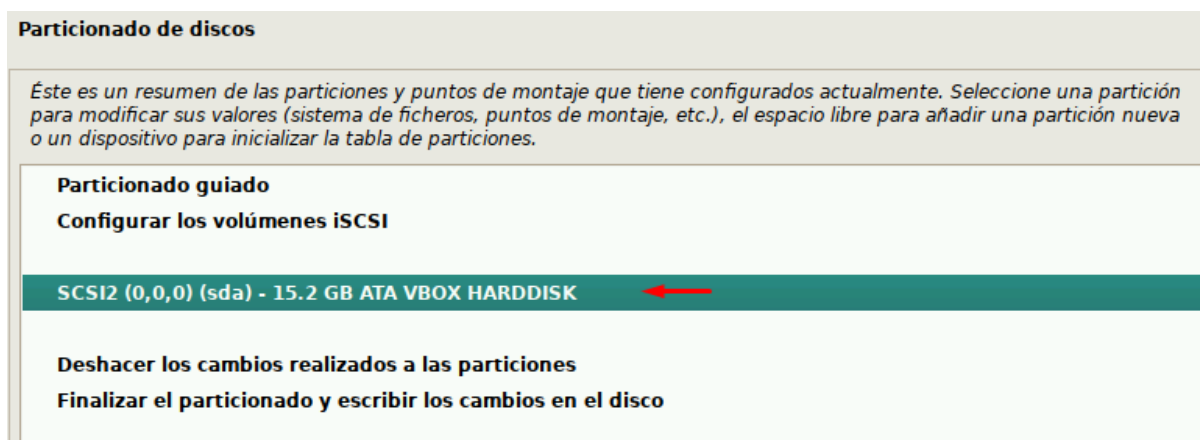 Particionado de discos
Éste es un resumen de las particiones y puntos de montaje que tiene configurados actualmente. Seleccione una partición
para modificar sus valores (sistema de ficheros, puntos de montaje, etc.), el espacio libre para añadir una partición nueva
o un dispositivo para inicializar la tabla de particiones.
Particionado guiado
Configurar los volúmenes iSCSI
SCSI2 (0,0,0) (sda) - 15.2 GB ATA VBOX HARDDISK
Deshacer los cambios realizados a las particiones
Finalizar el particionado y escribir los cambios en el disco